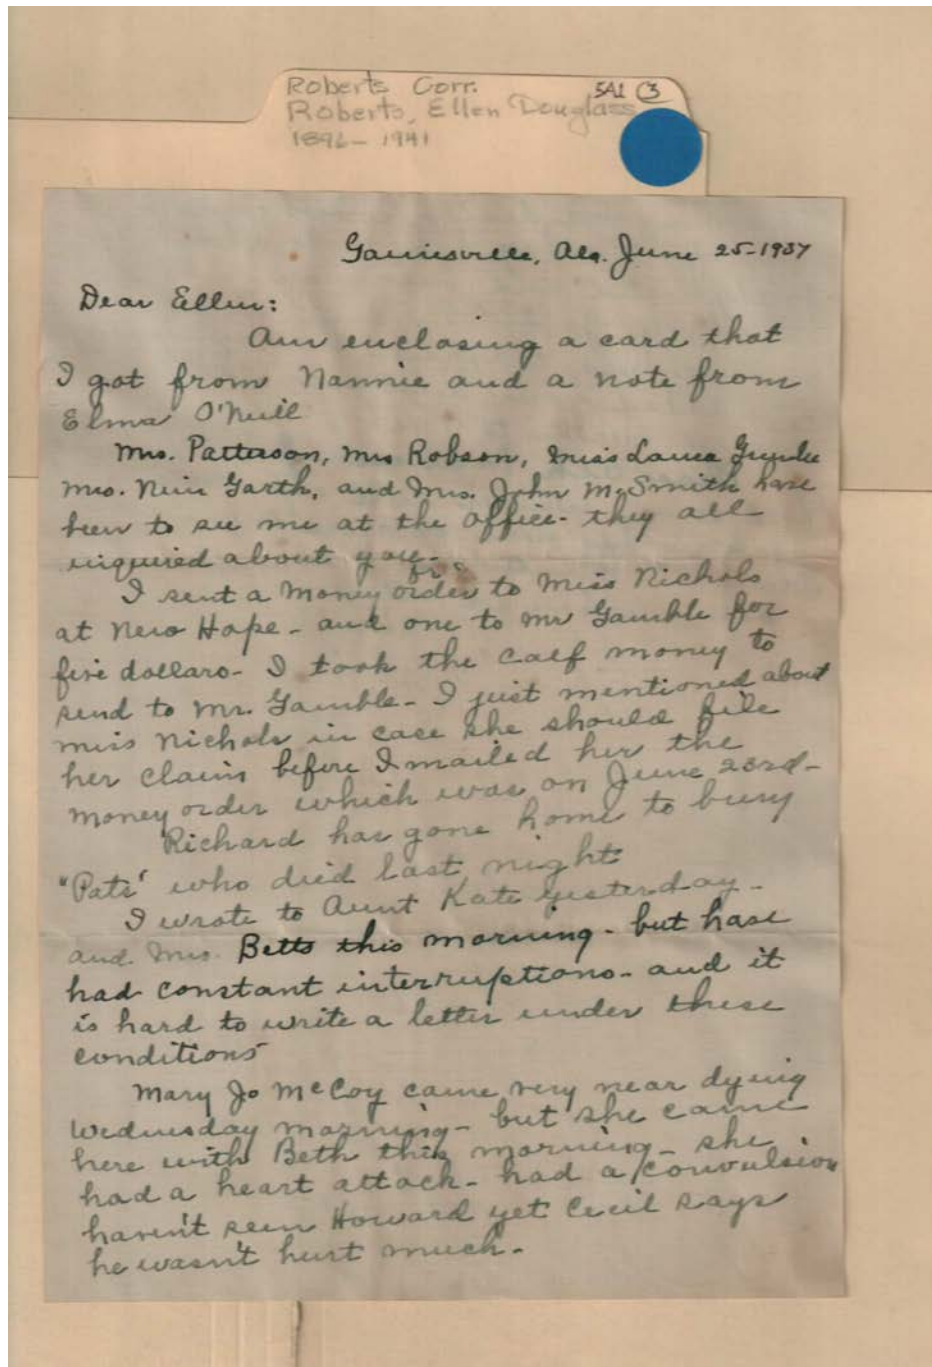 Roberts Corr. 5A1 3
Roberts, Ellen Douglass
1896-1941
Gainesville, Ala. June 25-1937
Dear Ellen:
Am enclosing a card that
I got from Nannie and a note from
Elma O'Neill
Mrs. Patterson, Mrs Robson, Miss Laura
Mrs. Garth, and Mrs. John M. Smith have
been to see me at the office- they all
inquired about you.
I sent a money order to Miss Nichols
at New Hope- and one to Mr Gamble for
five dollars- I took the calf money to
send to Mr. Gamble- I just mentioned about
Miss Nichols in case she should file
her claim before I mailed her the
money order which was on June 23rd-
Richard has gone home to bury
"Pate" who died last night
I wrote to Aunt Kate yesterday-
and Mrs. Betts this morning- but have
had constant interruptions- and it
is hard to write a letter under these
conditions
Mary Jo McCoy came very near dying
Wednesday morning- but she came
here with Beth this morning- she
had a heart attack- had a convulsion
haven't seen Howard yet Cecil says
he wasn't hurt much-